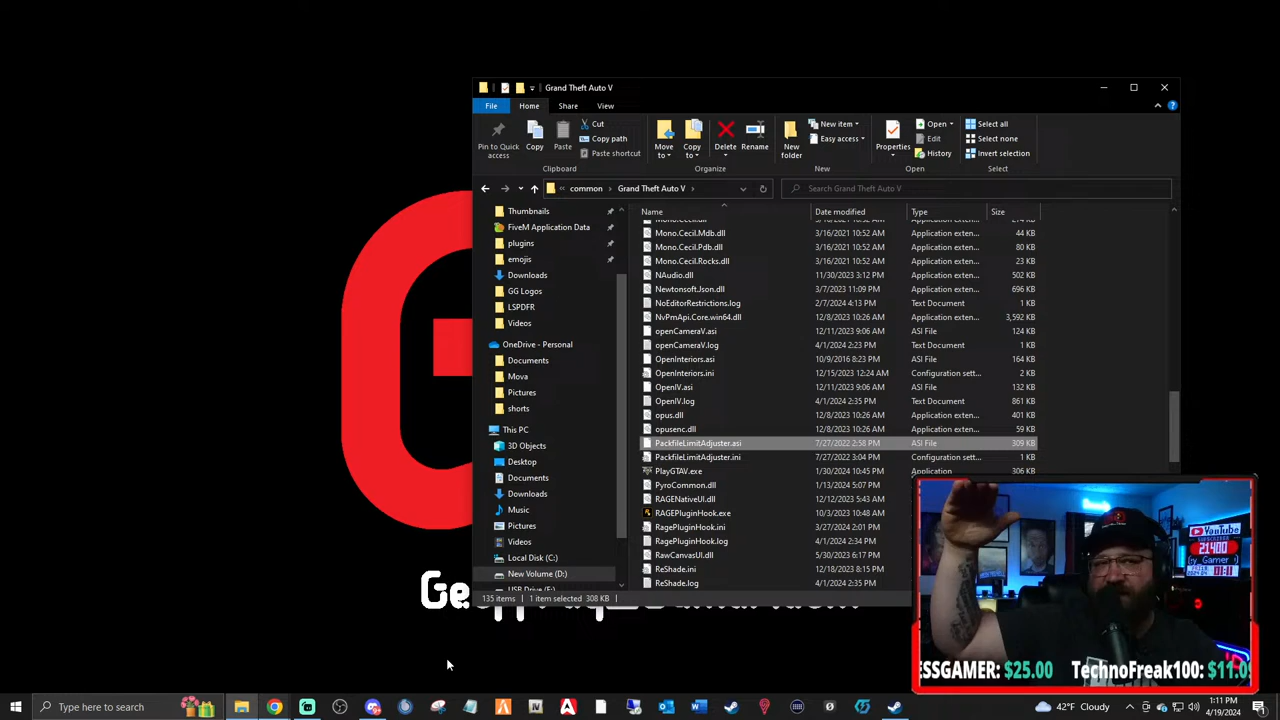 Grand Theft Auto V
File Home Share View
Pin to Quick access
Copy
Paste
Cut
Copy path
Paste shortcut
Move to
Copy to
Delete
Rename
New folder
New item
Easy access
Properties
Open
Edit
History
Select all
Select none
Invert selection
Clipboard Organize New Open Select
« common › Grand Theft Auto V ›
Search Grand Theft Auto V
Thumbnails
FiveM Application Data
plugins
emojis
Downloads
GG Logos
LSPDFR
Videos
OneDrive - Personal
Documents
Mova
Pictures
shorts
This PC
3D Objects
Desktop
Documents
Downloads
Music
Pictures
Videos
Local Disk (C:)
New Volume (D:)
USB Drive (F:)
Name Date modified Type Size
Mono.Cecil.Mdb.dll 3/16/2021 10:52 AM Application exten... 44 KB
Mono.Cecil.Pdb.dll 3/16/2021 10:52 AM Application exten... 80 KB
Mono.Cecil.Rocks.dll 3/16/2021 10:52 AM Application exten... 23 KB
NAudio.dll 11/30/2023 3:12 PM Application exten... 502 KB
Newtonsoft.Json.dll 3/7/2023 11:09 PM Application exten... 696 KB
NoEditorRestrictions.log 2/7/2024 4:13 PM Text Document 1 KB
NvPmApi.Core.win64.dll 12/8/2023 10:26 AM Application exten... 3,592 KB
openCameraV.asi 12/11/2023 9:06 AM ASI File 124 KB
openCameraV.log 4/1/2024 2:23 PM Text Document 1 KB
OpenInteriors.asi 10/9/2016 8:23 PM ASI File 164 KB
OpenInteriors.ini 12/15/2023 12:24 AM Configuration sett... 2 KB
OpenIV.asi 12/11/2023 9:06 AM ASI File 132 KB
OpenIV.log 4/1/2024 2:35 PM Text Document 861 KB
opus.dll 12/8/2023 10:26 AM Application exten... 401 KB
opusenc.dll 12/8/2023 10:26 AM Application exten... 59 KB
PackfileLimitAdjuster.asi 7/27/2022 2:58 PM ASI File 309 KB
PackfileLimitAdjuster.ini 7/27/2022 3:04 PM Configuration sett... 1 KB
PlayGTAV.exe 1/30/2024 10:45 PM Application 306 KB
PyroCommon.dll 1/13/2024 5:07 PM
RAGENativeUI.dll 12/12/2023 5:43 AM
RAGEPluginHook.exe 10/3/2023 10:48 AM
RagePluginHook.ini 3/27/2024 2:01 PM
RagePluginHook.log 4/1/2024 2:34 PM
RawCanvasUI.dll 5/30/2023 6:17 PM
ReShade.ini 12/18/2023 8:15 PM
ReShade.log 4/1/2024 2:35 PM
135 items 1 item selected 308 KB
YouTube
SUBSCRIBER
21400
SSGAMER: $25.00 TechnoFreak100:
Type here to search
42°F Cloudy
1:11 PM
4/19/2024